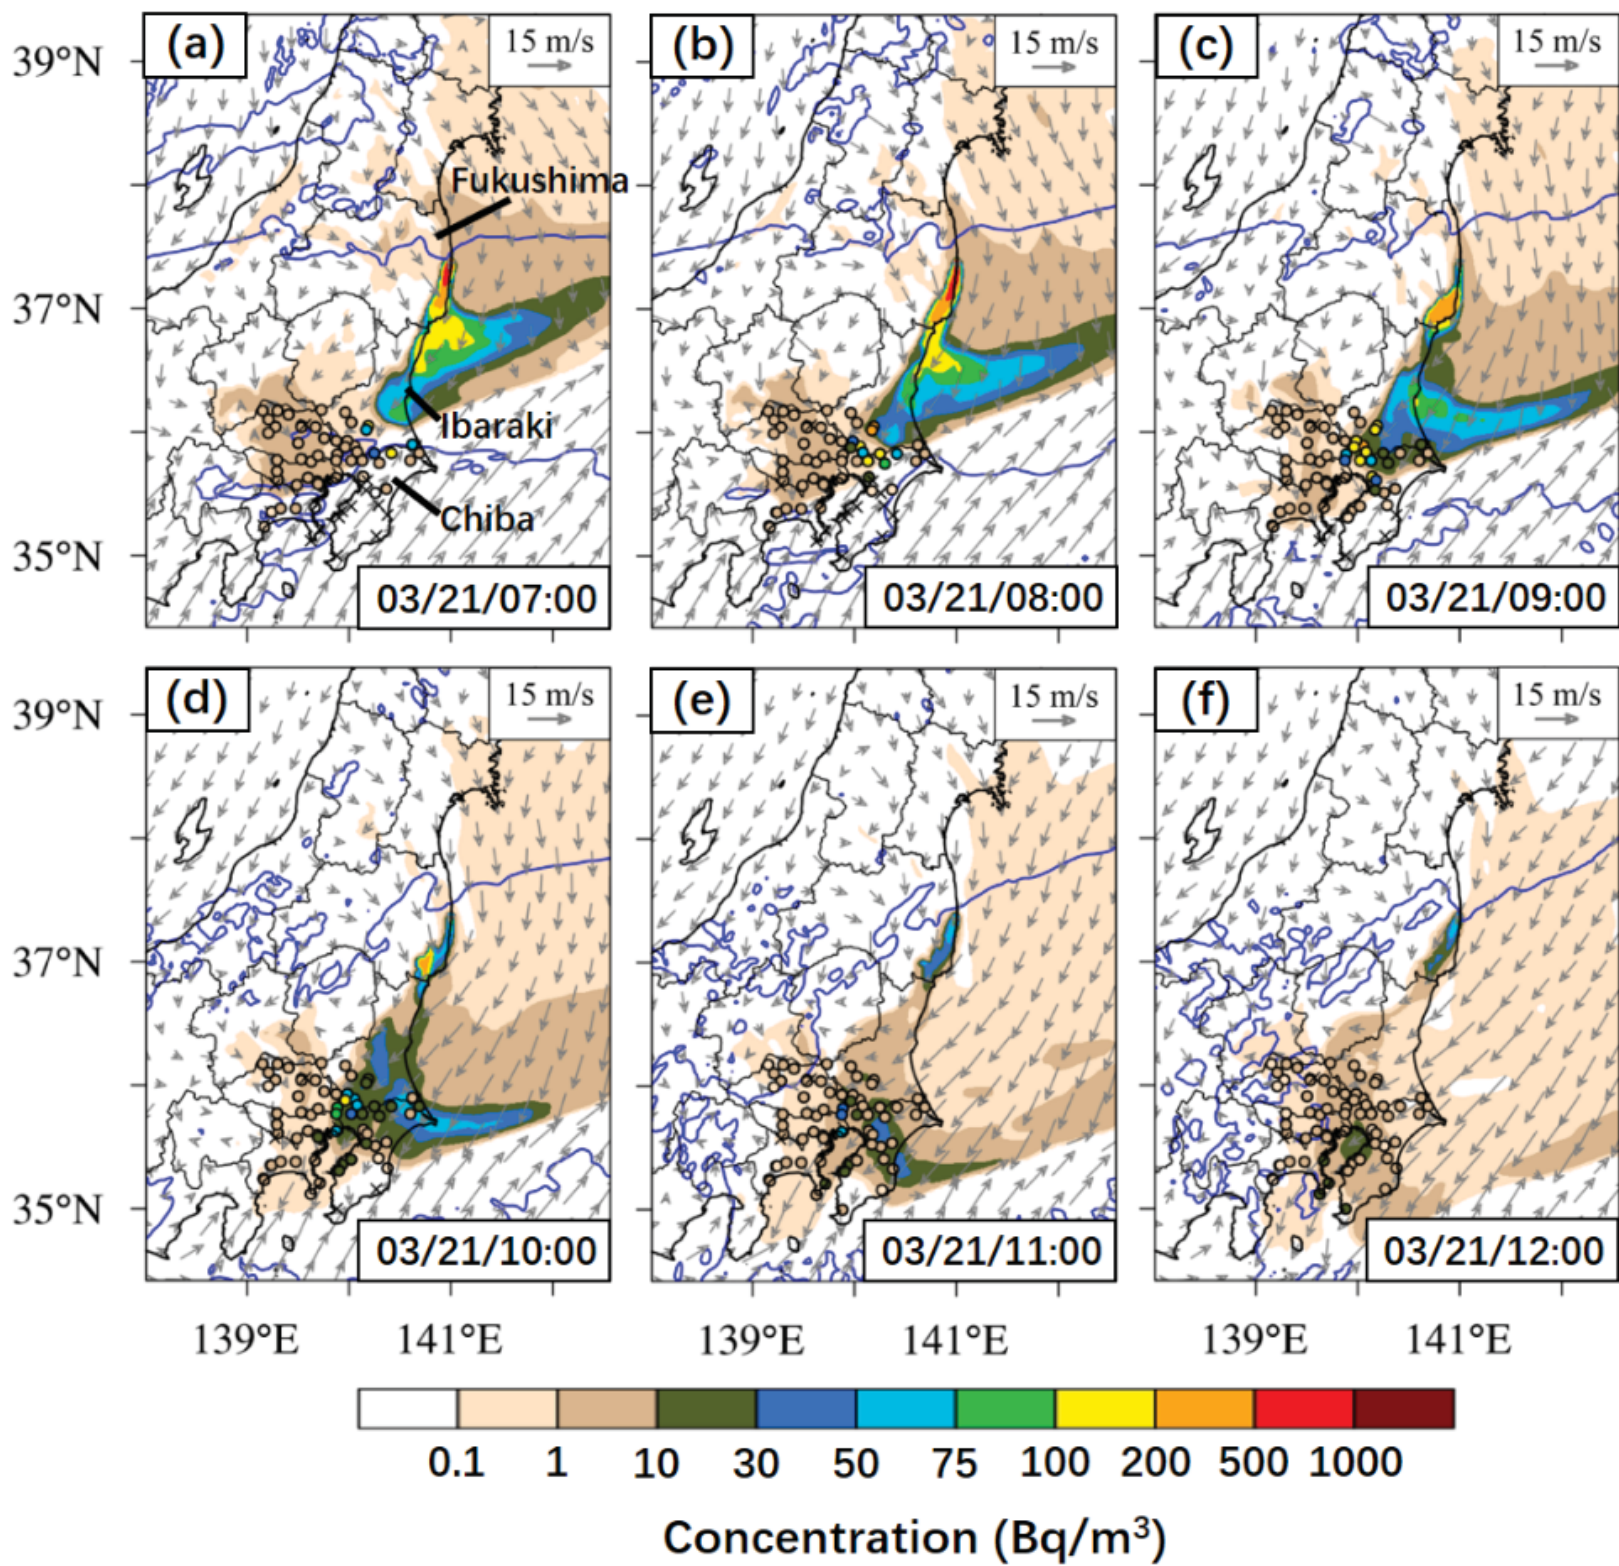 (a) 15 m/s (b) 15 m/s (c) 15 m/s
39°N
Fukushima
37°N
Ibaraki
Chiba
35°N
03/21/07:00 03/21/08:00 03/21/09:00
(d) 15 m/s (e) 15 m/s (f) 15 m/s
39°N
37°N
35°N
03/21/10:00 03/21/11:00 03/21/12:00
139°E 141°E 139°E 141°E 139°E 141°E
0.1 1 10 30 50 75 100 200 500 1000
Concentration (Bq/m³)